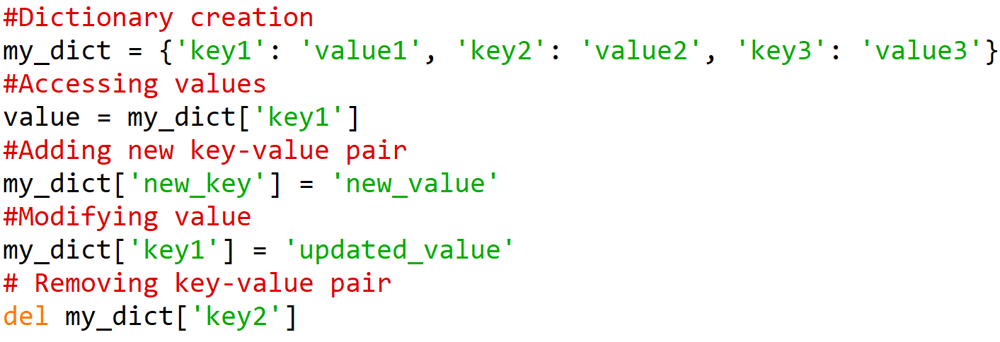 #Dictionary creation
my_dict = {'key1': 'value1', 'key2': 'value2', 'key3': 'value3'}
#Accessing values
value = my_dict['key1']
#Adding new key-value pair
my_dict['new_key'] = 'new_value'
#Modifying value
my_dict['key1'] = 'updated_value'
# Removing key-value pair
del my_dict['key2']